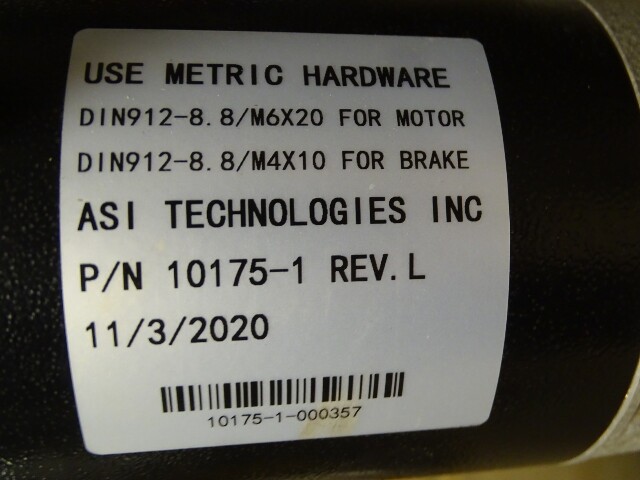 USE METRIC HARDWARE
DIN912-8.8/M6X20 FOR MOTOR
DIN912-8.8/M4X10 FOR BRAKE
ASI TECHNOLOGIES INC
P/N 10175-1 REV.L
11/3/2020
10175-1-000357